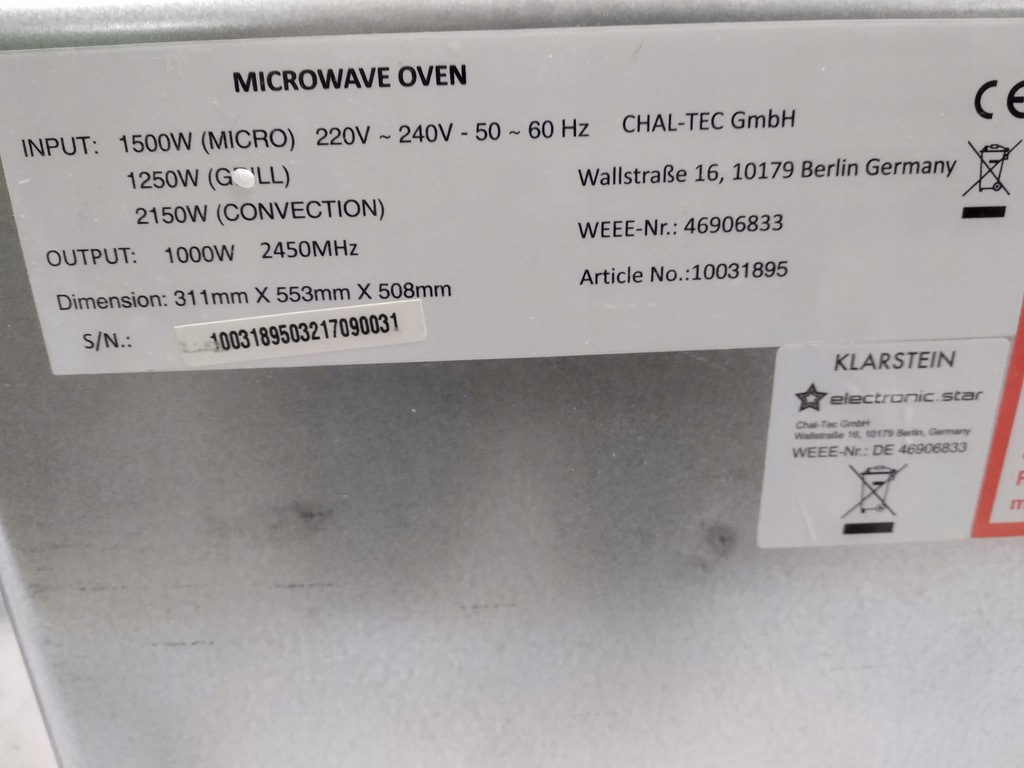 MICROWAVE OVEN
INPUT: 1500W (MICRO) 220V ~ 240V - 50 ~ 60 Hz
1250W (G LL)
2150W (CONVECTION)
OUTPUT: 1000W 2450MHz
Dimension: 311mm X 553mm X 508mm
S/N.: 1003189503217090031
CHAL-TEC GmbH
Wallstraße 16, 10179 Berlin Germany
WEEE-Nr.: 46906833
Article No.:10031895
CE
KLARSTEIN
electronic.star
Chal-Tec GmbH
Wallstraße 16, 10179 Berlin, Germany
WEEE-Nr.: DE 46906833